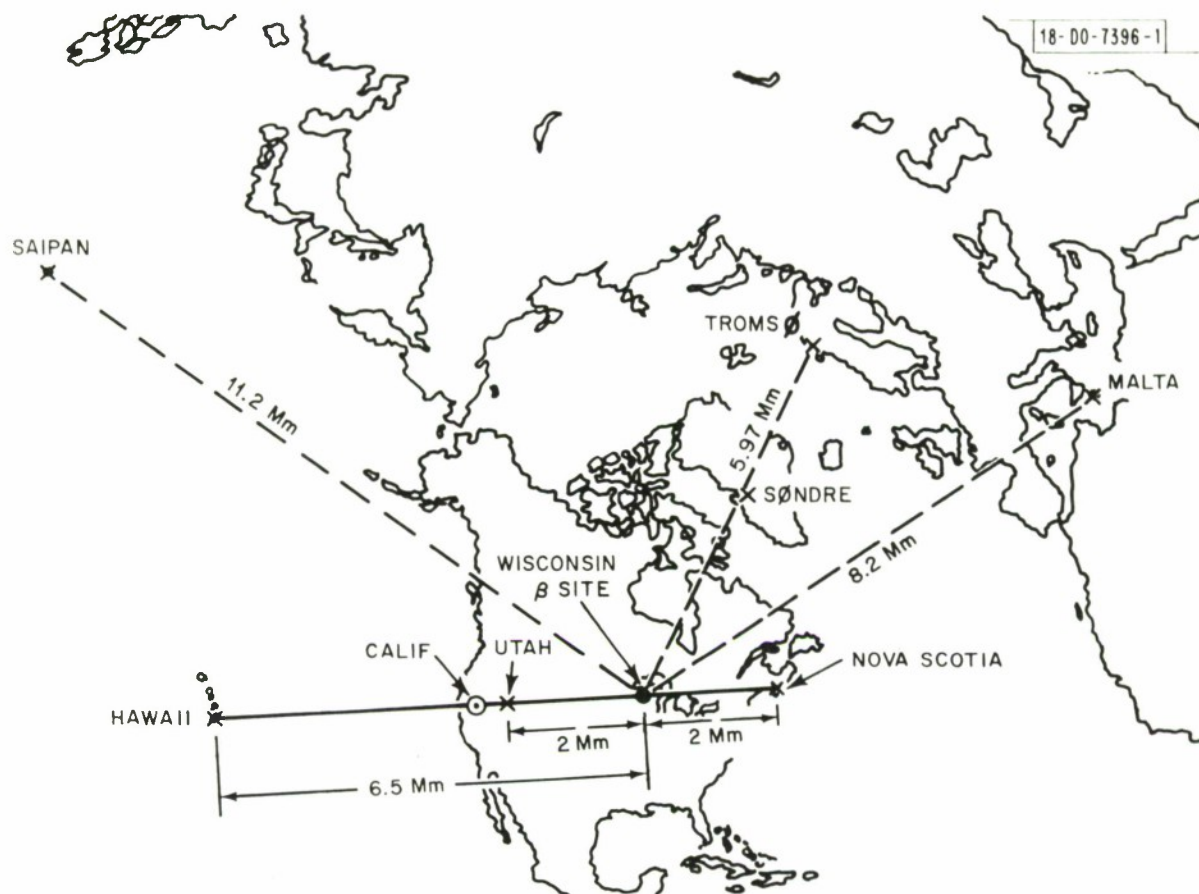 18-DO-7396-1
SAIPAN
11.2 Mm
TROMSØ
5.97 Mm
MALTA
SØNDRE
8.2 Mm
WISCONSIN
β SITE
CALIF
UTAH
NOVA SCOTIA
HAWAII
2 Mm
2 Mm
6.5 Mm